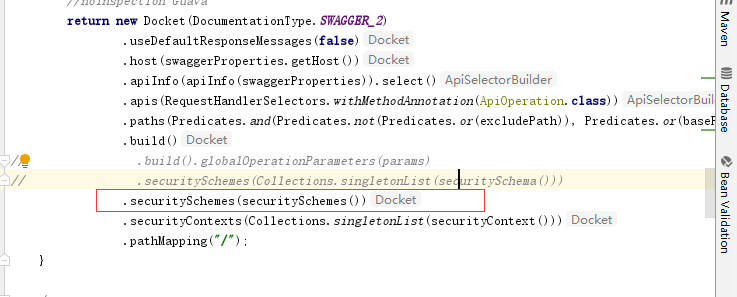 //noinspection Guava
return new Docket(DocumentationType.SWAGGER_2)
.useDefaultResponseMessages(false) Docket
.host(swaggerProperties.getHost()) Docket
.apiInfo(apiInfo(swaggerProperties)).select() ApiSelectorBuilder
.apis(RequestHandlerSelectors.withMethodAnnotation(ApiOperation.class)) ApiSelectorBuil
.paths(Predicates.and(Predicates.not(Predicates.or(excludePath)), Predicates.or(baseP
.build() Docket
// .build().globalOperationParameters(params)
// .securitySchemes(Collections.singletonList(securitySchema()))
.securitySchemes(securitySchemes()) Docket
.securityContexts(Collections.singletonList(securityContext())) Docket
.pathMapping("/");
}
Maven
Database
Bean Validation